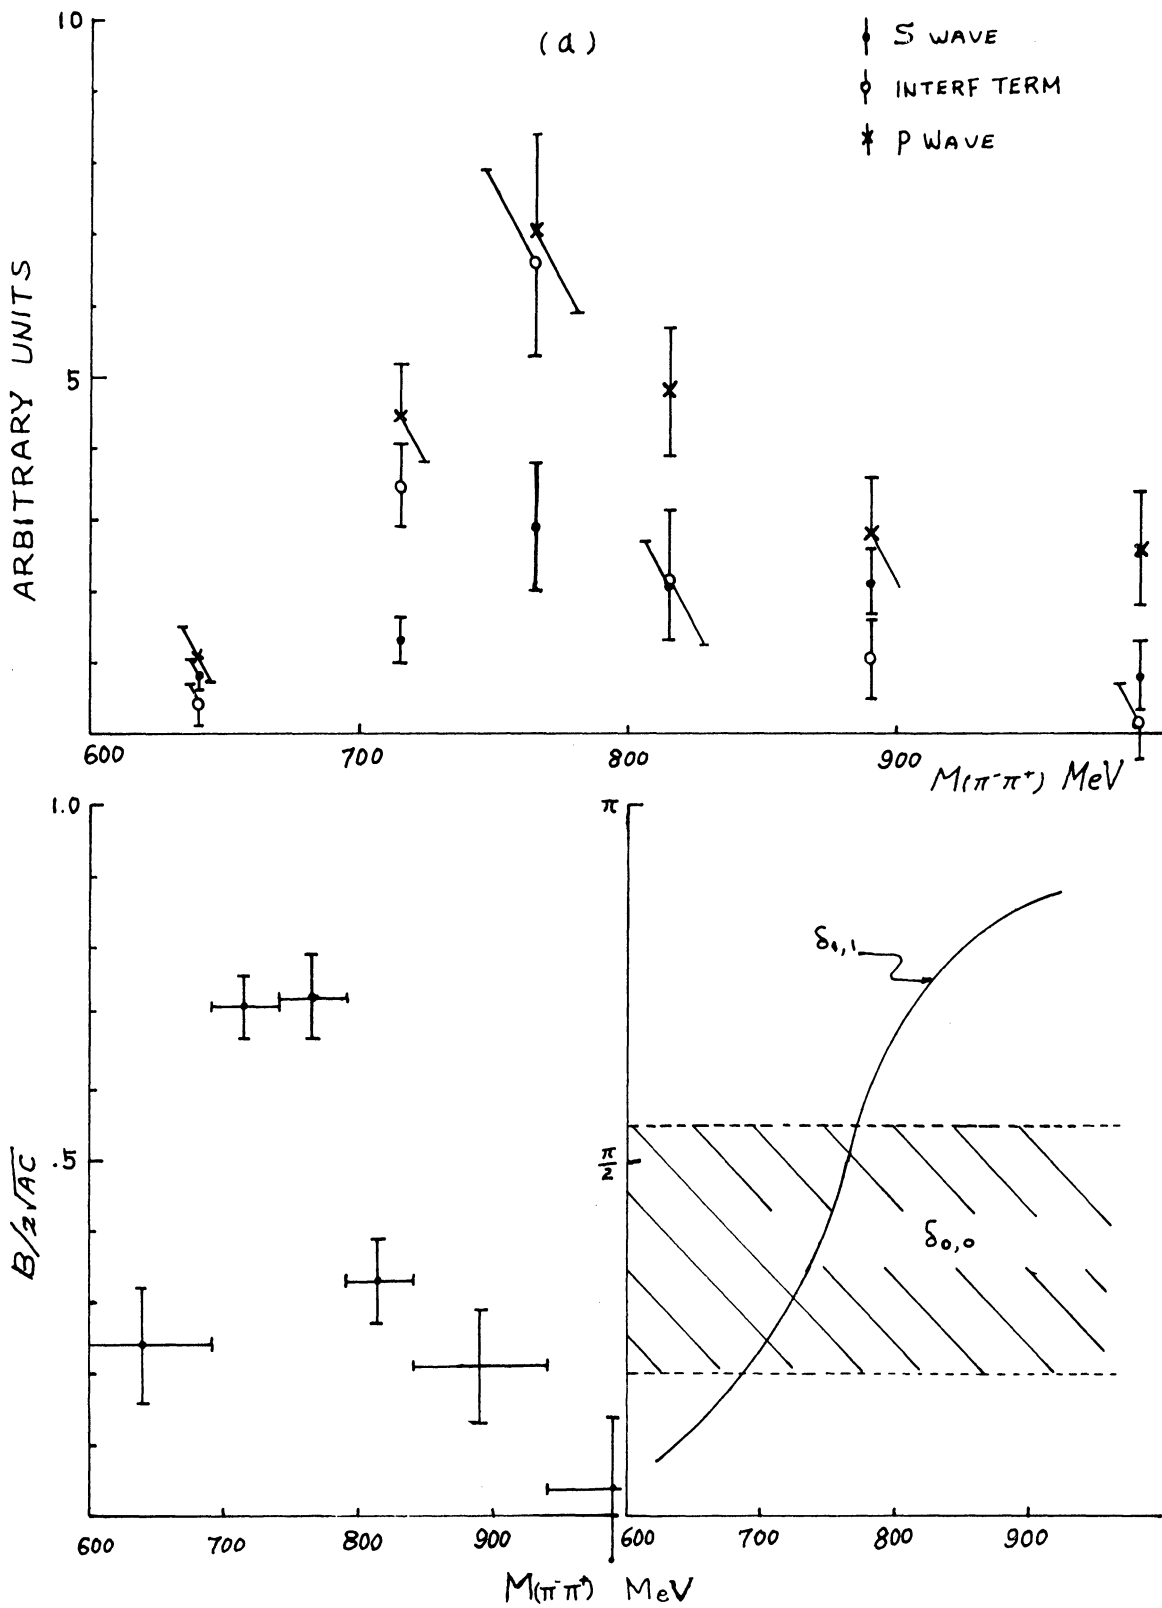 10
(a)
S WAVE
INTERF TERM
P WAVE
ARBITRARY UNITS
5
600
700
800
900
M(π⁻π⁺) MeV
1.0
.5
B/2√AC
600
700
800
900
M(π⁻π⁺) MeV
π
π/2
δ₁,₁
δ₀,₀
600
700
800
900